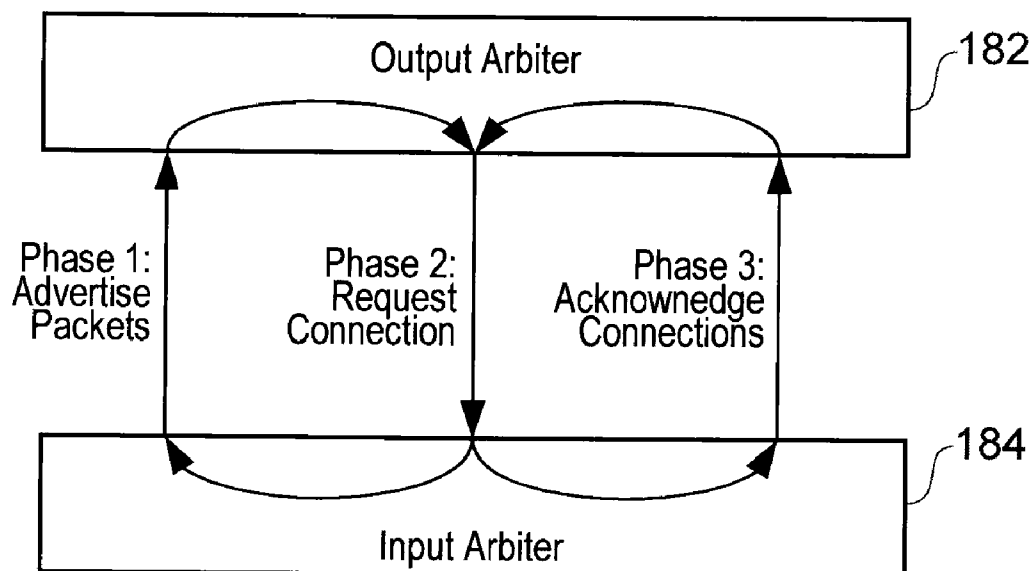 Output Arbiter
182
Phase 1:
Advertise
Packets
Phase 2:
Request
Connection
Phase 3:
Acknownedge
Connections
184
Input Arbiter